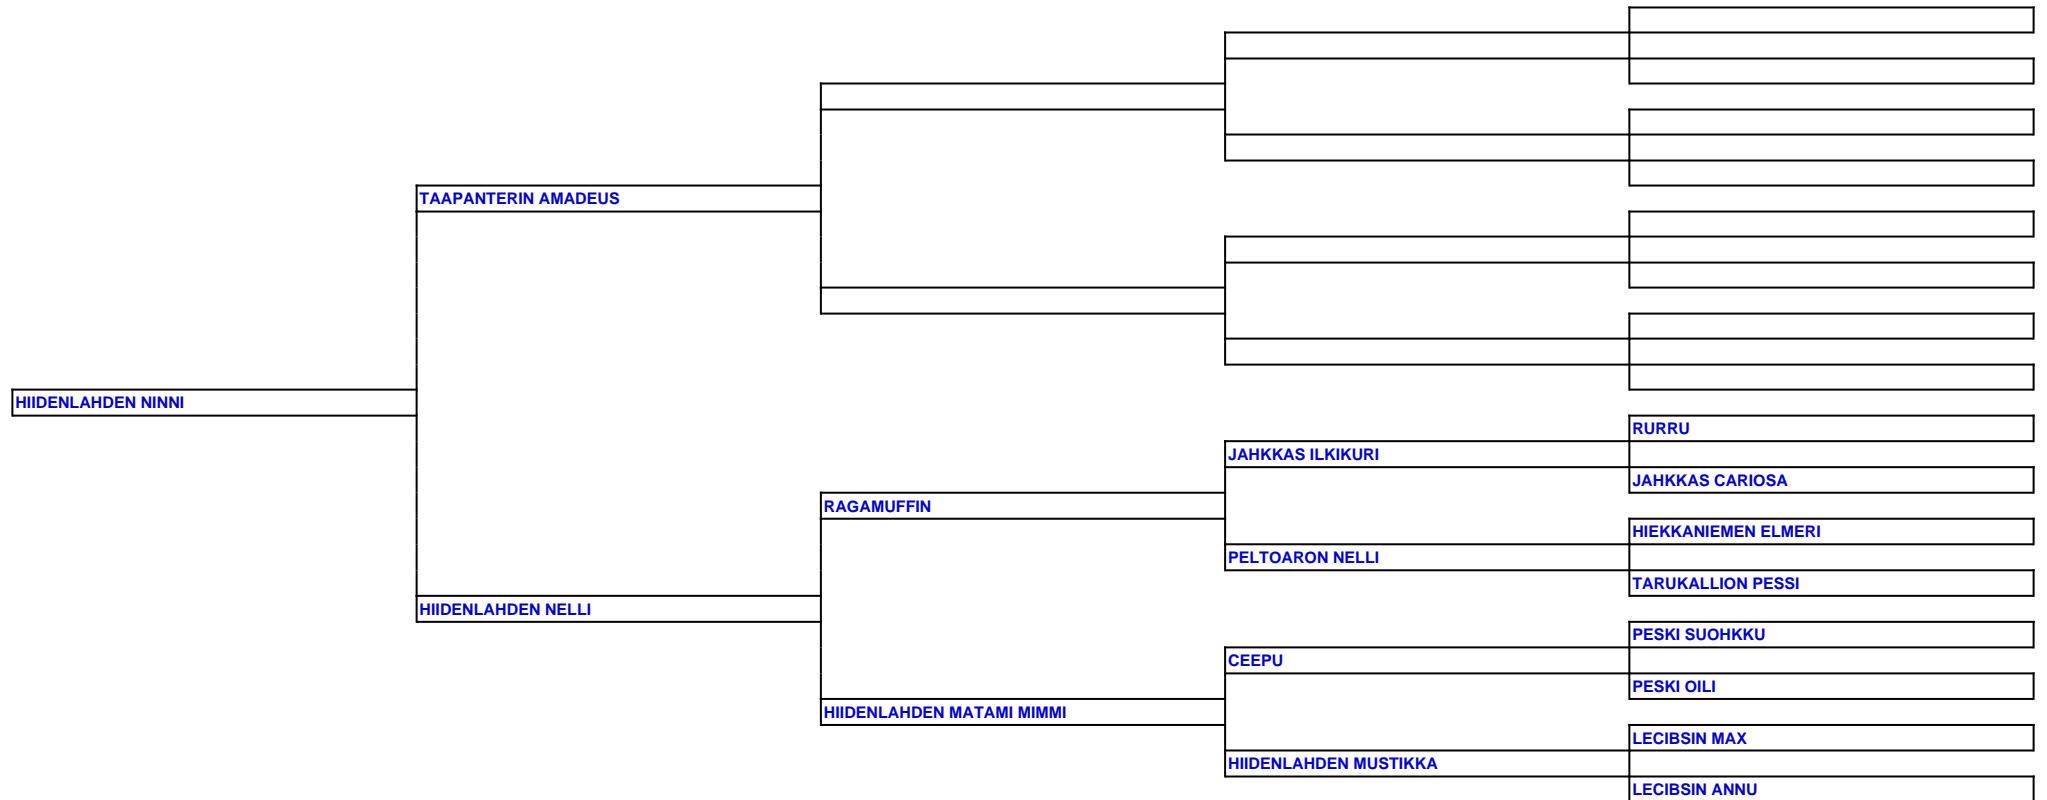 TAAPANTERIN AMADEUS
HIIDENLAHDEN NINNI
RURRU
JAHKKAS ILKIKURI
JAHKKAS CARIOSA
RAGAMUFFIN
HIEKKANIEMEN ELMERI
PELTOARON NELLI
TARUKALLION PESSI
HIIDENLAHDEN NELLI
PESKI SUOHKKU
CEEPU
PESKI OILI
HIIDENLAHDEN MATAMI MIMMI
LECIBSIN MAX
HIIDENLAHDEN MUSTIKKA
LECIBSIN ANNU